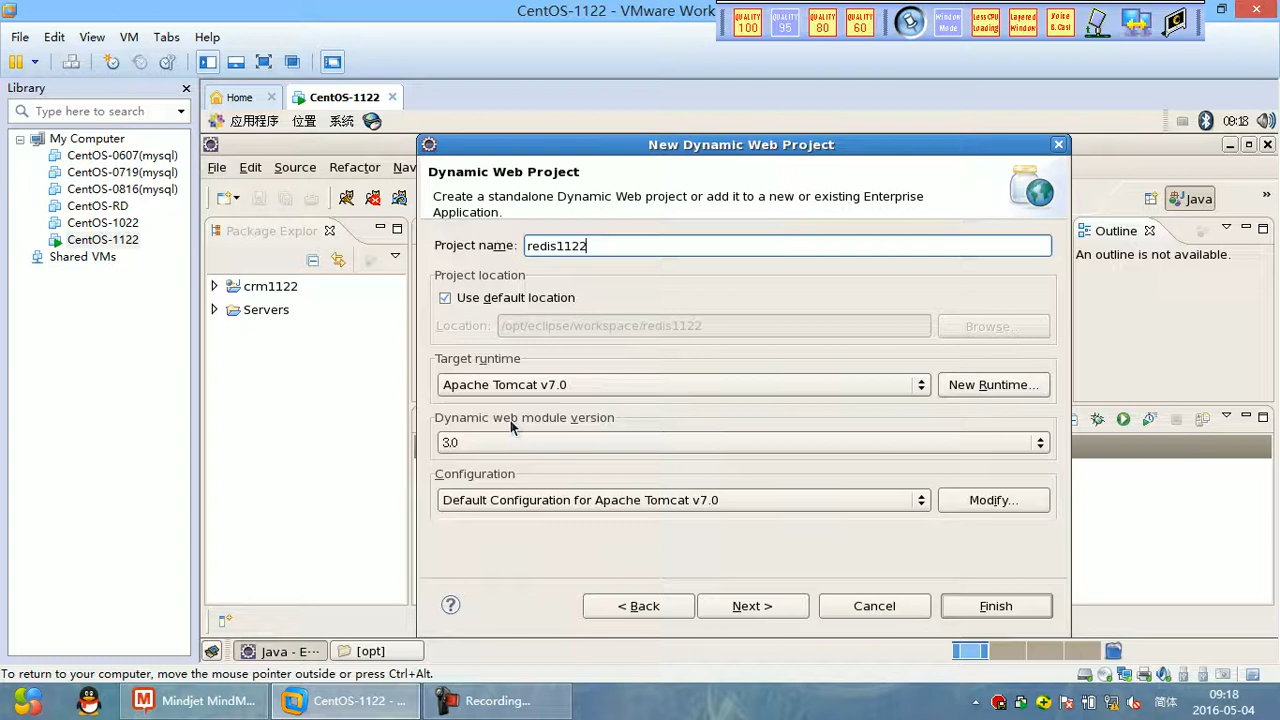 CentOS-1122 - VMware Work
QUALITY 100
QUALITY 95
QUALITY 80
QUALITY 60
Window Mode
Less CPU Loading
Layered Window
Voice & Cast
File Edit View VM Tabs Help
Library
Type here to search
My Computer
CentOS-0607(mysql)
CentOS-0719(mysql)
CentOS-0816(mysql)
CentOS-RD
CentOS-1022
CentOS-1122
Shared VMs
Home
CentOS-1122
应用程序 位置 系统
09:18
File Edit Source Refactor Nav
Java
Package Explor
crm1122
Servers
Outline
An outline is not available.
New Dynamic Web Project
Dynamic Web Project
Create a standalone Dynamic Web project or add it to a new or existing Enterprise
Application.
Project name: redis1122
Project location
Use default location
Location: /opt/eclipse/workspace/redis1122 Browse...
Target runtime
Apache Tomcat v7.0 New Runtime...
Dynamic web module version
3.0
Configuration
Default Configuration for Apache Tomcat v7.0 Modify...
< Back Next > Cancel Finish
Java - E… [opt]
To return to your computer, move the mouse pointer outside or press Ctrl+Alt.
Mindjet MindM...
CentOS-1122 - ...
Recording...
简体
09:18
2016-05-04